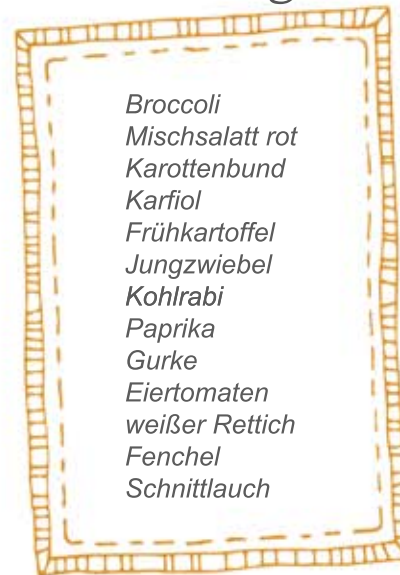 Broccoli
Mischsalatt rot
Karottenbund
Karfiol
Frühkartoffel
Jungzwiebel
Kohlrabi
Paprika
Gurke
Eiertomaten
weißer Rettich
Fenchel
Schnittlauch